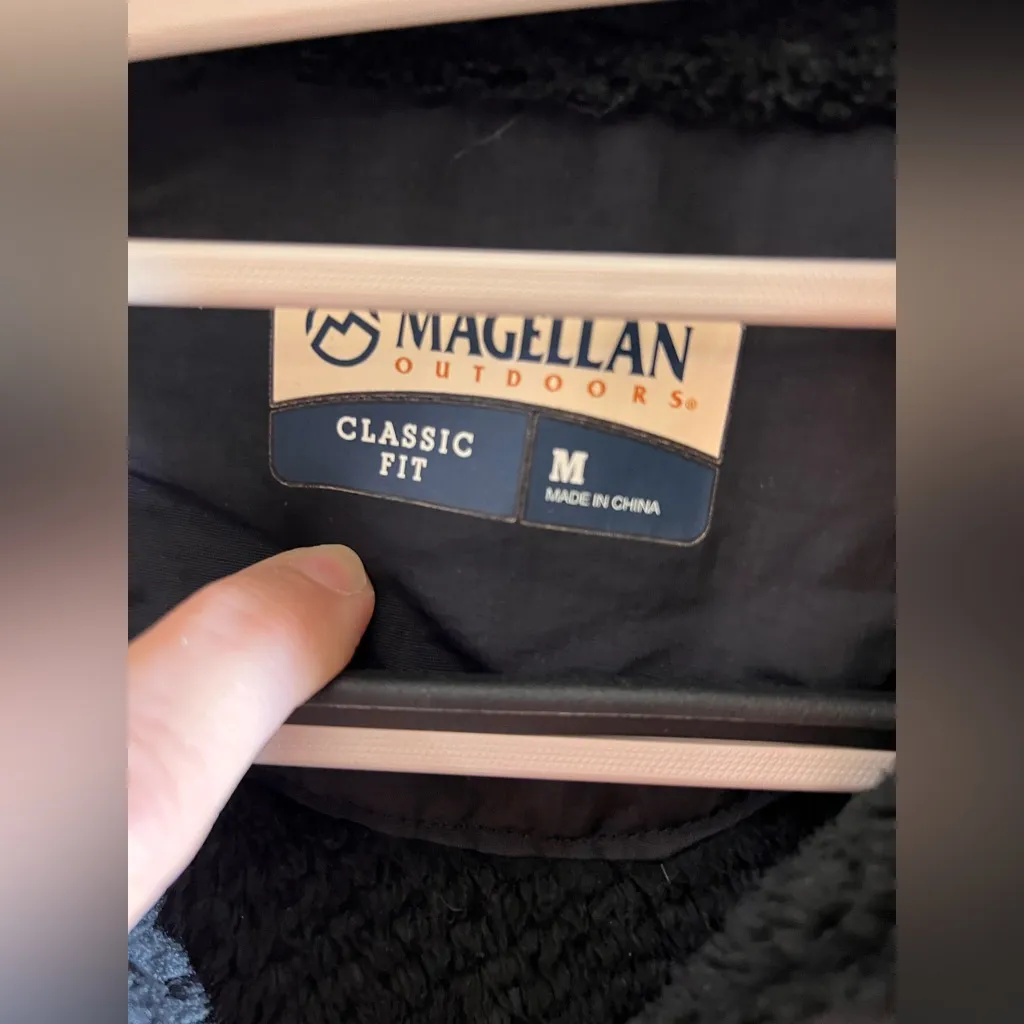 MAGELLAN
OUTDOORS®
CLASSIC
FIT
M
MADE IN CHINA